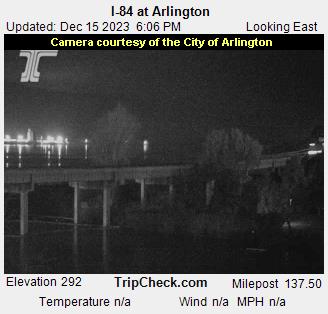 I-84 at Arlington
Updated: Dec 15 2023 6:06 PM Looking East
Camera courtesy of the City of Arlington
Elevation 292 TripCheck.com Milepost 137.50
Temperature n/a Wind n/a MPH n/a